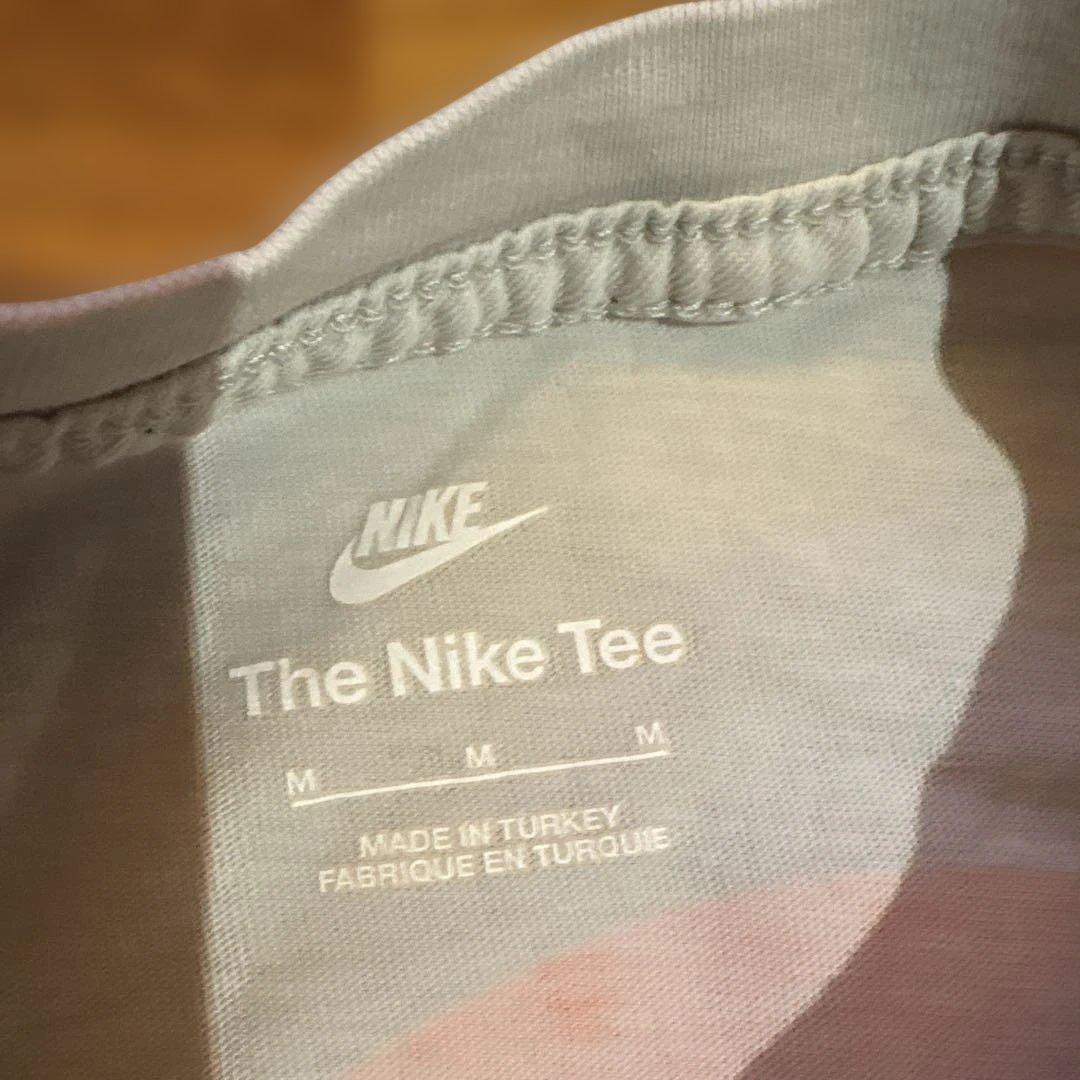 NIKE
The Nike Tee
M M M
MADE IN TURKEY
FABRIQUE EN TURQUIE